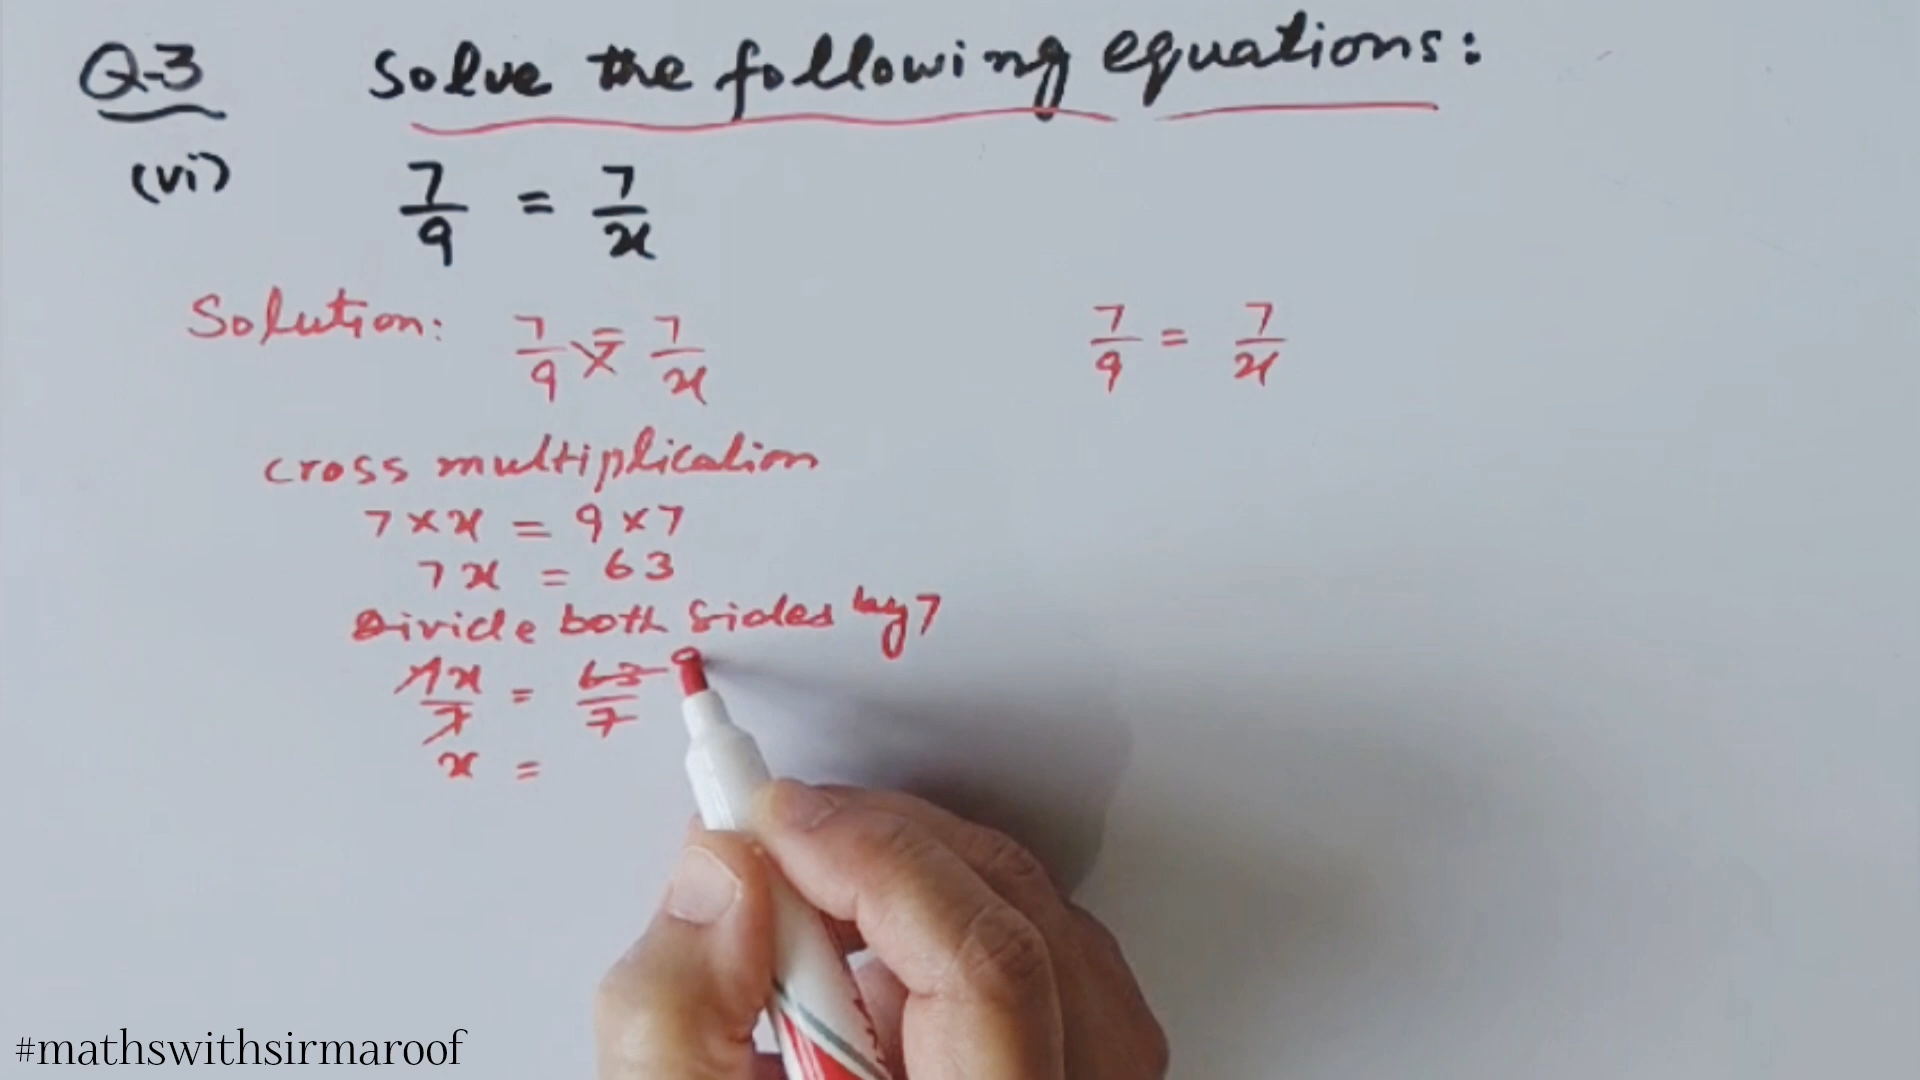 Q-3 Solve the following equations:
(vi) 7/9 = 7/x
Solution: 7/9 = 7/x
7/9 = 7/x
cross multiplication
7 × x = 9 × 7
7x = 63
Divide both sides by 7
7x/7 = 63/7 9
x =
#mathswithsirmaroof